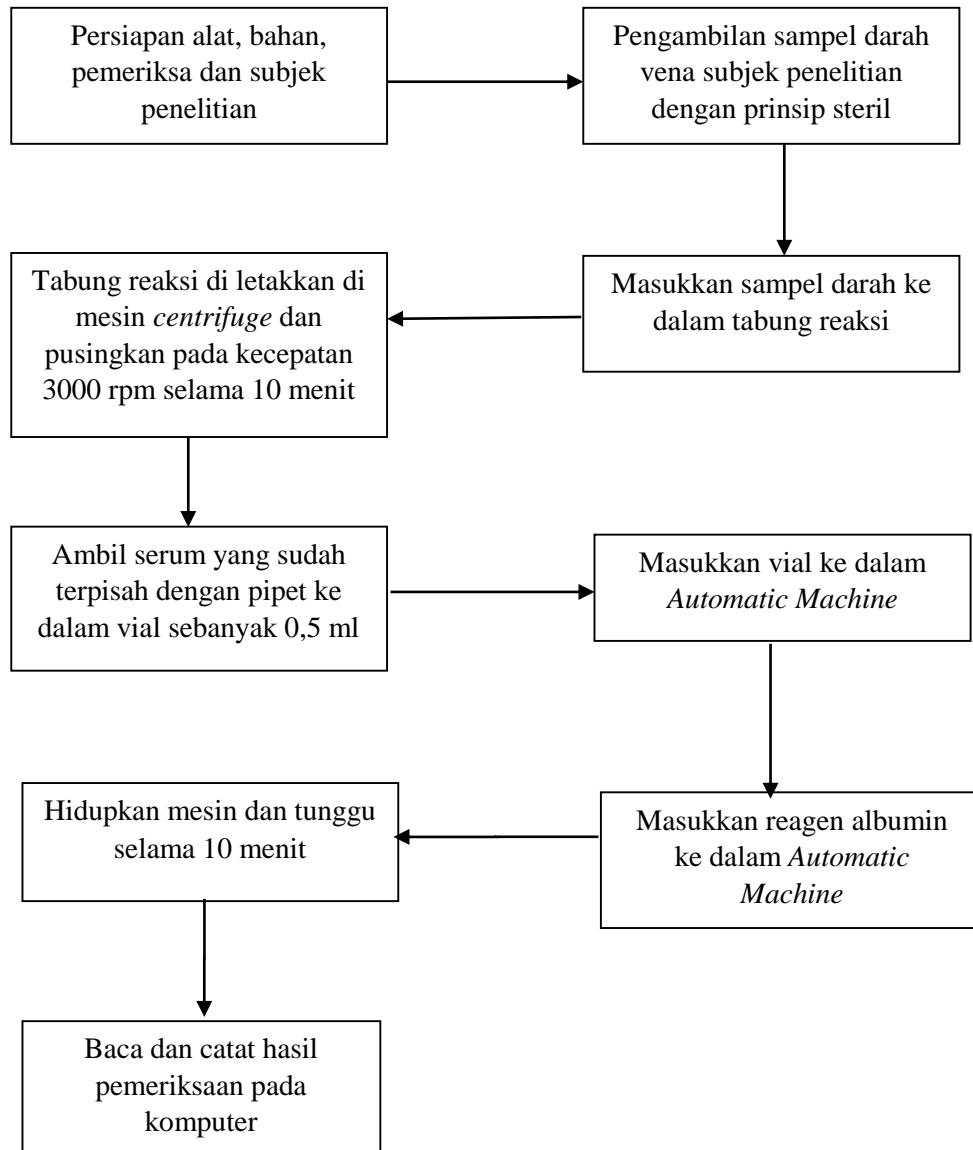 Persiapan alat, bahan,
pemeriksa dan subjek
penelitian
Pengambilan sampel darah
vena subjek penelitian
dengan prinsip steril
Masukkan sampel darah ke
dalam tabung reaksi
Tabung reaksi di letakkan di
mesin centrifuge dan
pusingkan pada kecepatan
3000 rpm selama 10 menit
Ambil serum yang sudah
terpisah dengan pipet ke
dalam vial sebanyak 0,5 ml
Masukkan vial ke dalam
Automatic Machine
Masukkan reagen albumin
ke dalam Automatic
Machine
Hidupkan mesin dan tunggu
selama 10 menit
Baca dan catat hasil
pemeriksaan pada
komputer